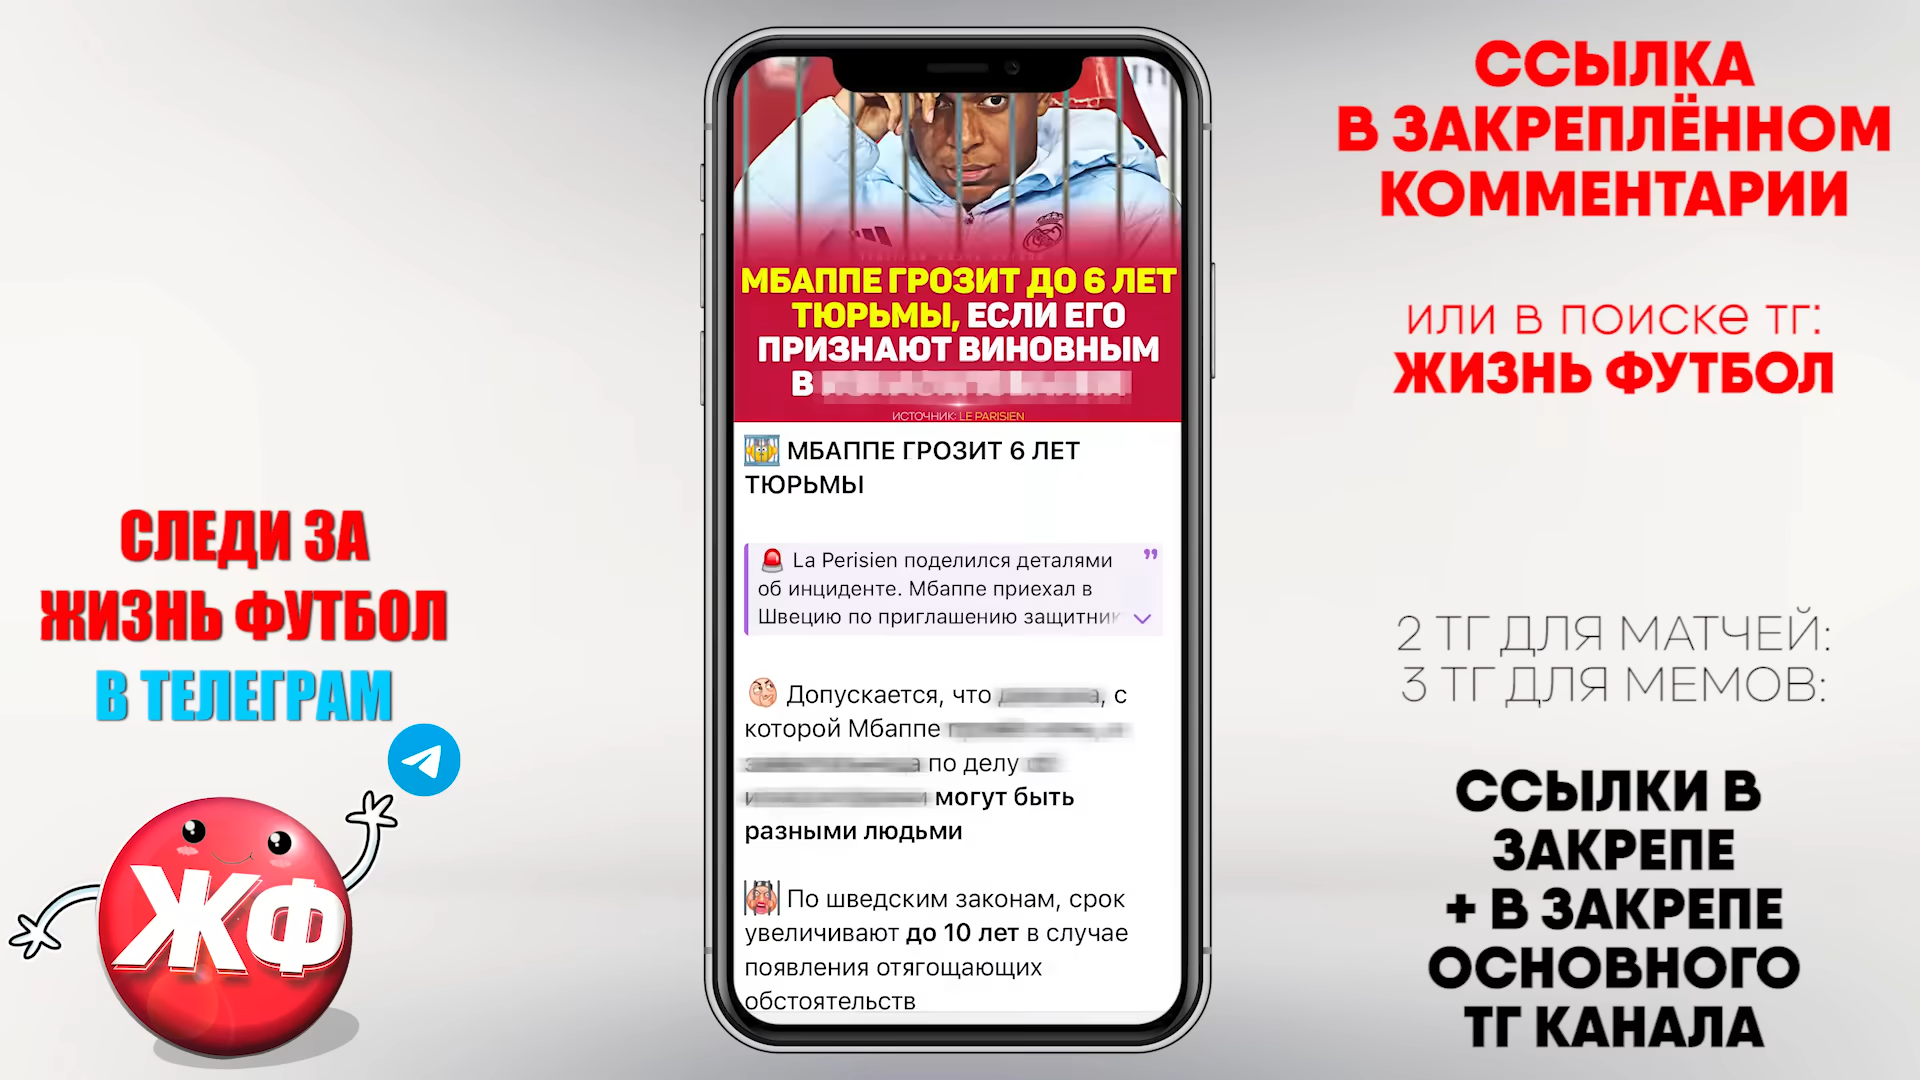 СЛЕДИ ЗА
ЖИЗНЬ ФУТБОЛ
В ТЕЛЕГРАМ
ЖФ
МБАППЕ ГРОЗИТ ДО 6 ЛЕТ
ТЮРЬМЫ, ЕСЛИ ЕГО
ПРИЗНАЮТ ВИНОВНЫМ
В
ИСТОЧНИК: LE PARISIEN
МБАППЕ ГРОЗИТ 6 ЛЕТ
ТЮРЬМЫ
La Perisien поделился деталями
об инциденте. Мбаппе приехал в
Швецию по приглашению защитник
Допускается, что , с
которой Мбаппе
по делу
могут быть
разными людьми
По шведским законам, срок
увеличивают до 10 лет в случае
появления отягощающих
обстоятельств
ССЫЛКА
В ЗАКРЕПЛЁННОМ
КОММЕНТАРИИ
ИЛИ В ПОИСКЕ ТГ:
ЖИЗНЬ ФУТБОЛ
2 ТГ ДЛЯ МАТЧЕЙ:
3 ТГ ДЛЯ МЕМОВ:
ССЫЛКИ В
ЗАКРЕПЕ
+ В ЗАКРЕПЕ
ОСНОВНОГО
ТГ КАНАЛА